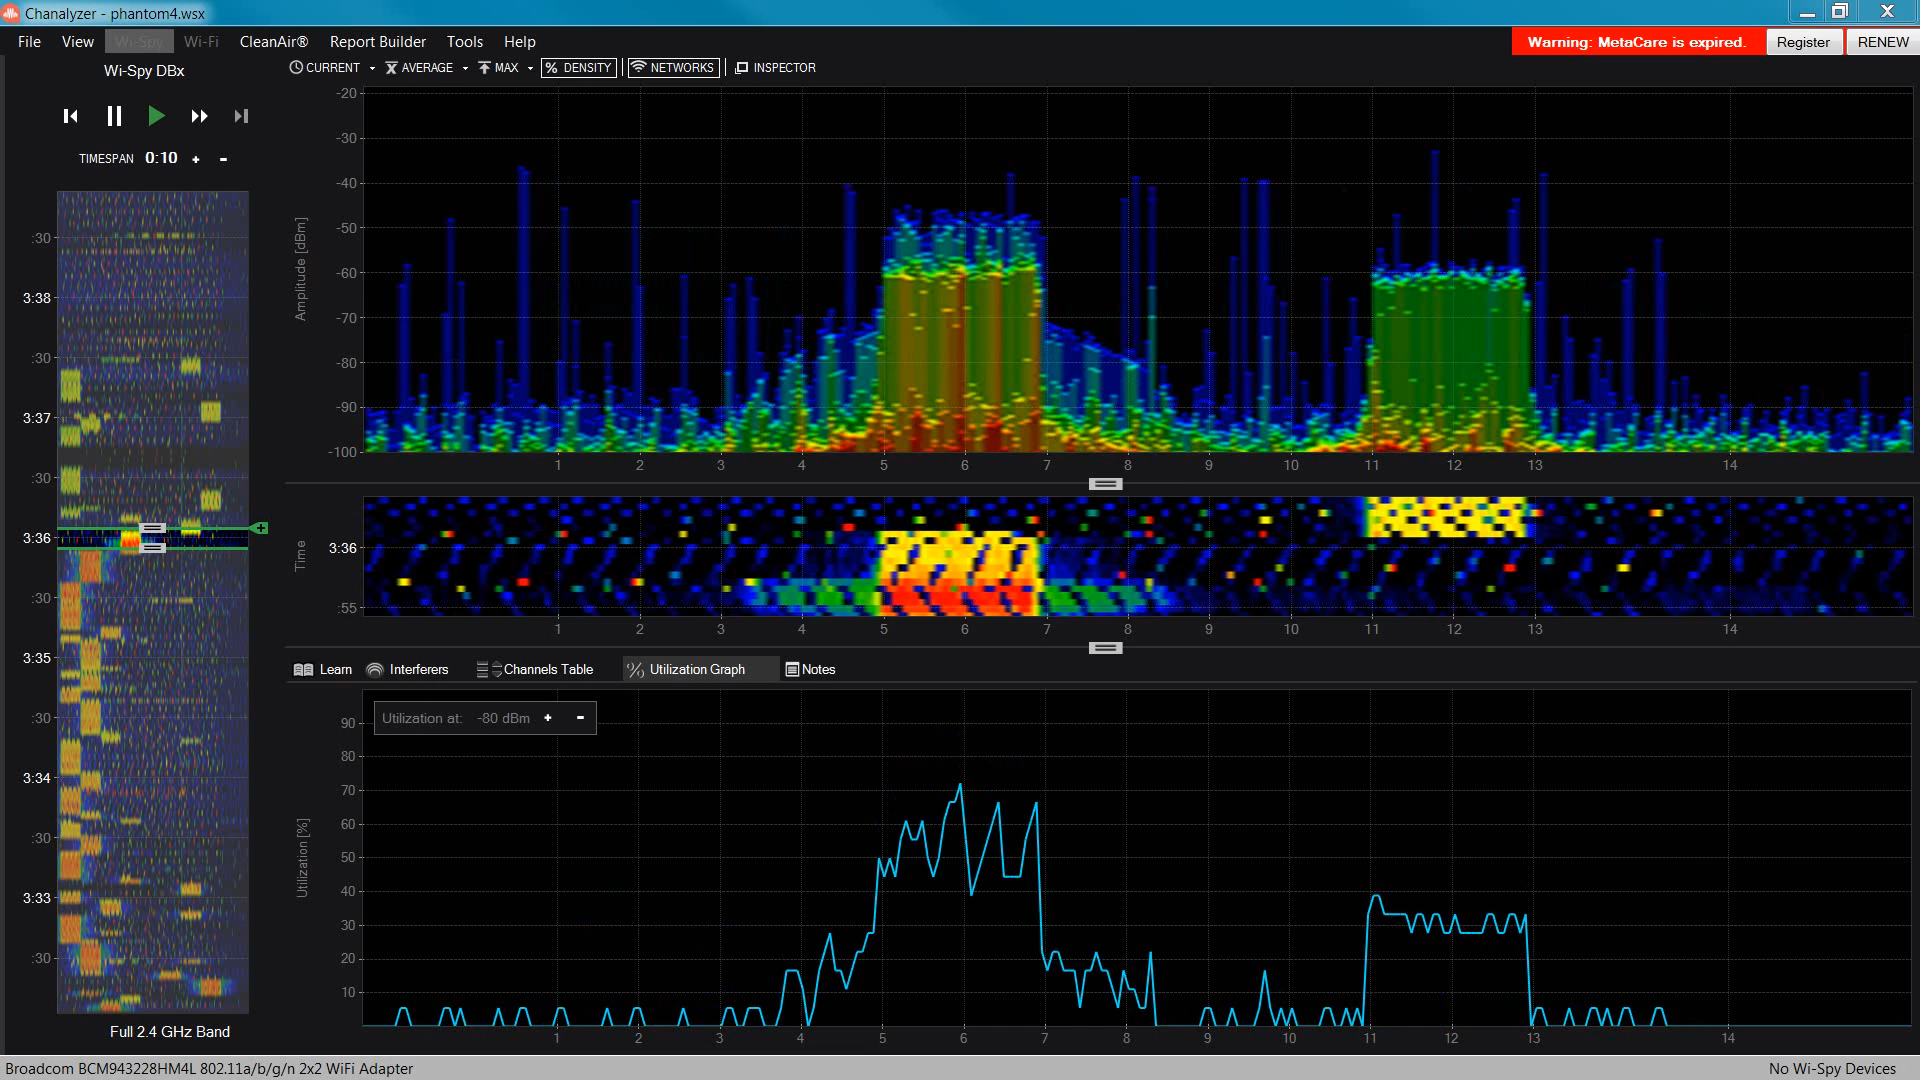 Chanalyzer - phantom4.wsx
File View Wi-Spy Wi-Fi CleanAir® Report Builder Tools Help
Warning: MetaCare is expired. Register RENEW
Wi-Spy DBx
CURRENT AVERAGE MAX % DENSITY NETWORKS INSPECTOR
TIMESPAN 0:10 + -
:30
3:38
:30
3:37
:30
3:36
:30
3:35
:30
3:34
:30
3:33
:30
Full 2.4 GHz Band
Amplitude [dBm]
-20
-30
-40
-50
-60
-70
-80
-90
-100
1 2 3 4 5 6 7 8 9 10 11 12 13 14
Time
3:36
:55
1 2 3 4 5 6 7 8 9 10 11 12 13 14
Learn Interferers Channels Table Utilization Graph Notes
Utilization at: -80 dBm + -
Utilization [%]
90
80
70
60
50
40
30
20
10
1 2 3 4 5 6 7 8 9 10 11 12 13 14
Broadcom BCM943228HM4L 802.11a/b/g/n 2x2 WiFi Adapter No Wi-Spy Devices